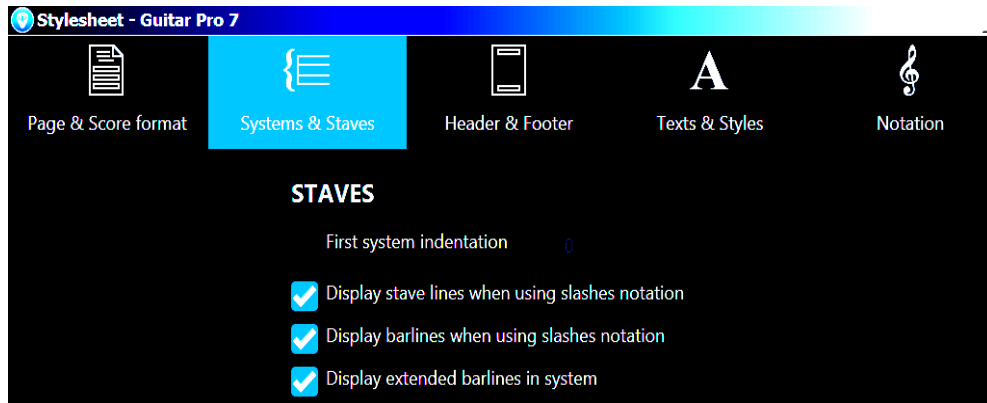 Stylesheet - Guitar Pro 7
Page & Score format
Systems & Staves
Header & Footer
Texts & Styles
Notation
STAVES
First system indentation 0
Display stave lines when using slashes notation
Display barlines when using slashes notation
Display extended barlines in system